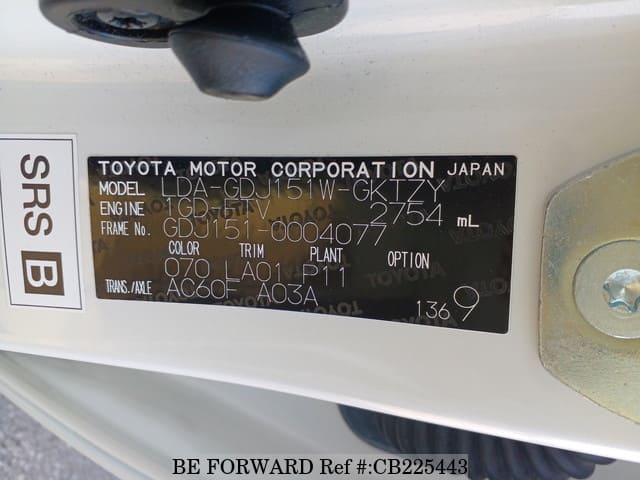 SRS B
TOYOTA MOTOR CORPORATION JAPAN
MODEL LDA-GDJ151W-GKTZY
ENGINE 1GD-FTV 2754 mL
FRAME No. GDJ151-0004077
COLOR TRIM PLANT OPTION
070 LA01 P11
TRANS./AXLE AC60F A03A
1369
BE FORWARD Ref #:CB225443